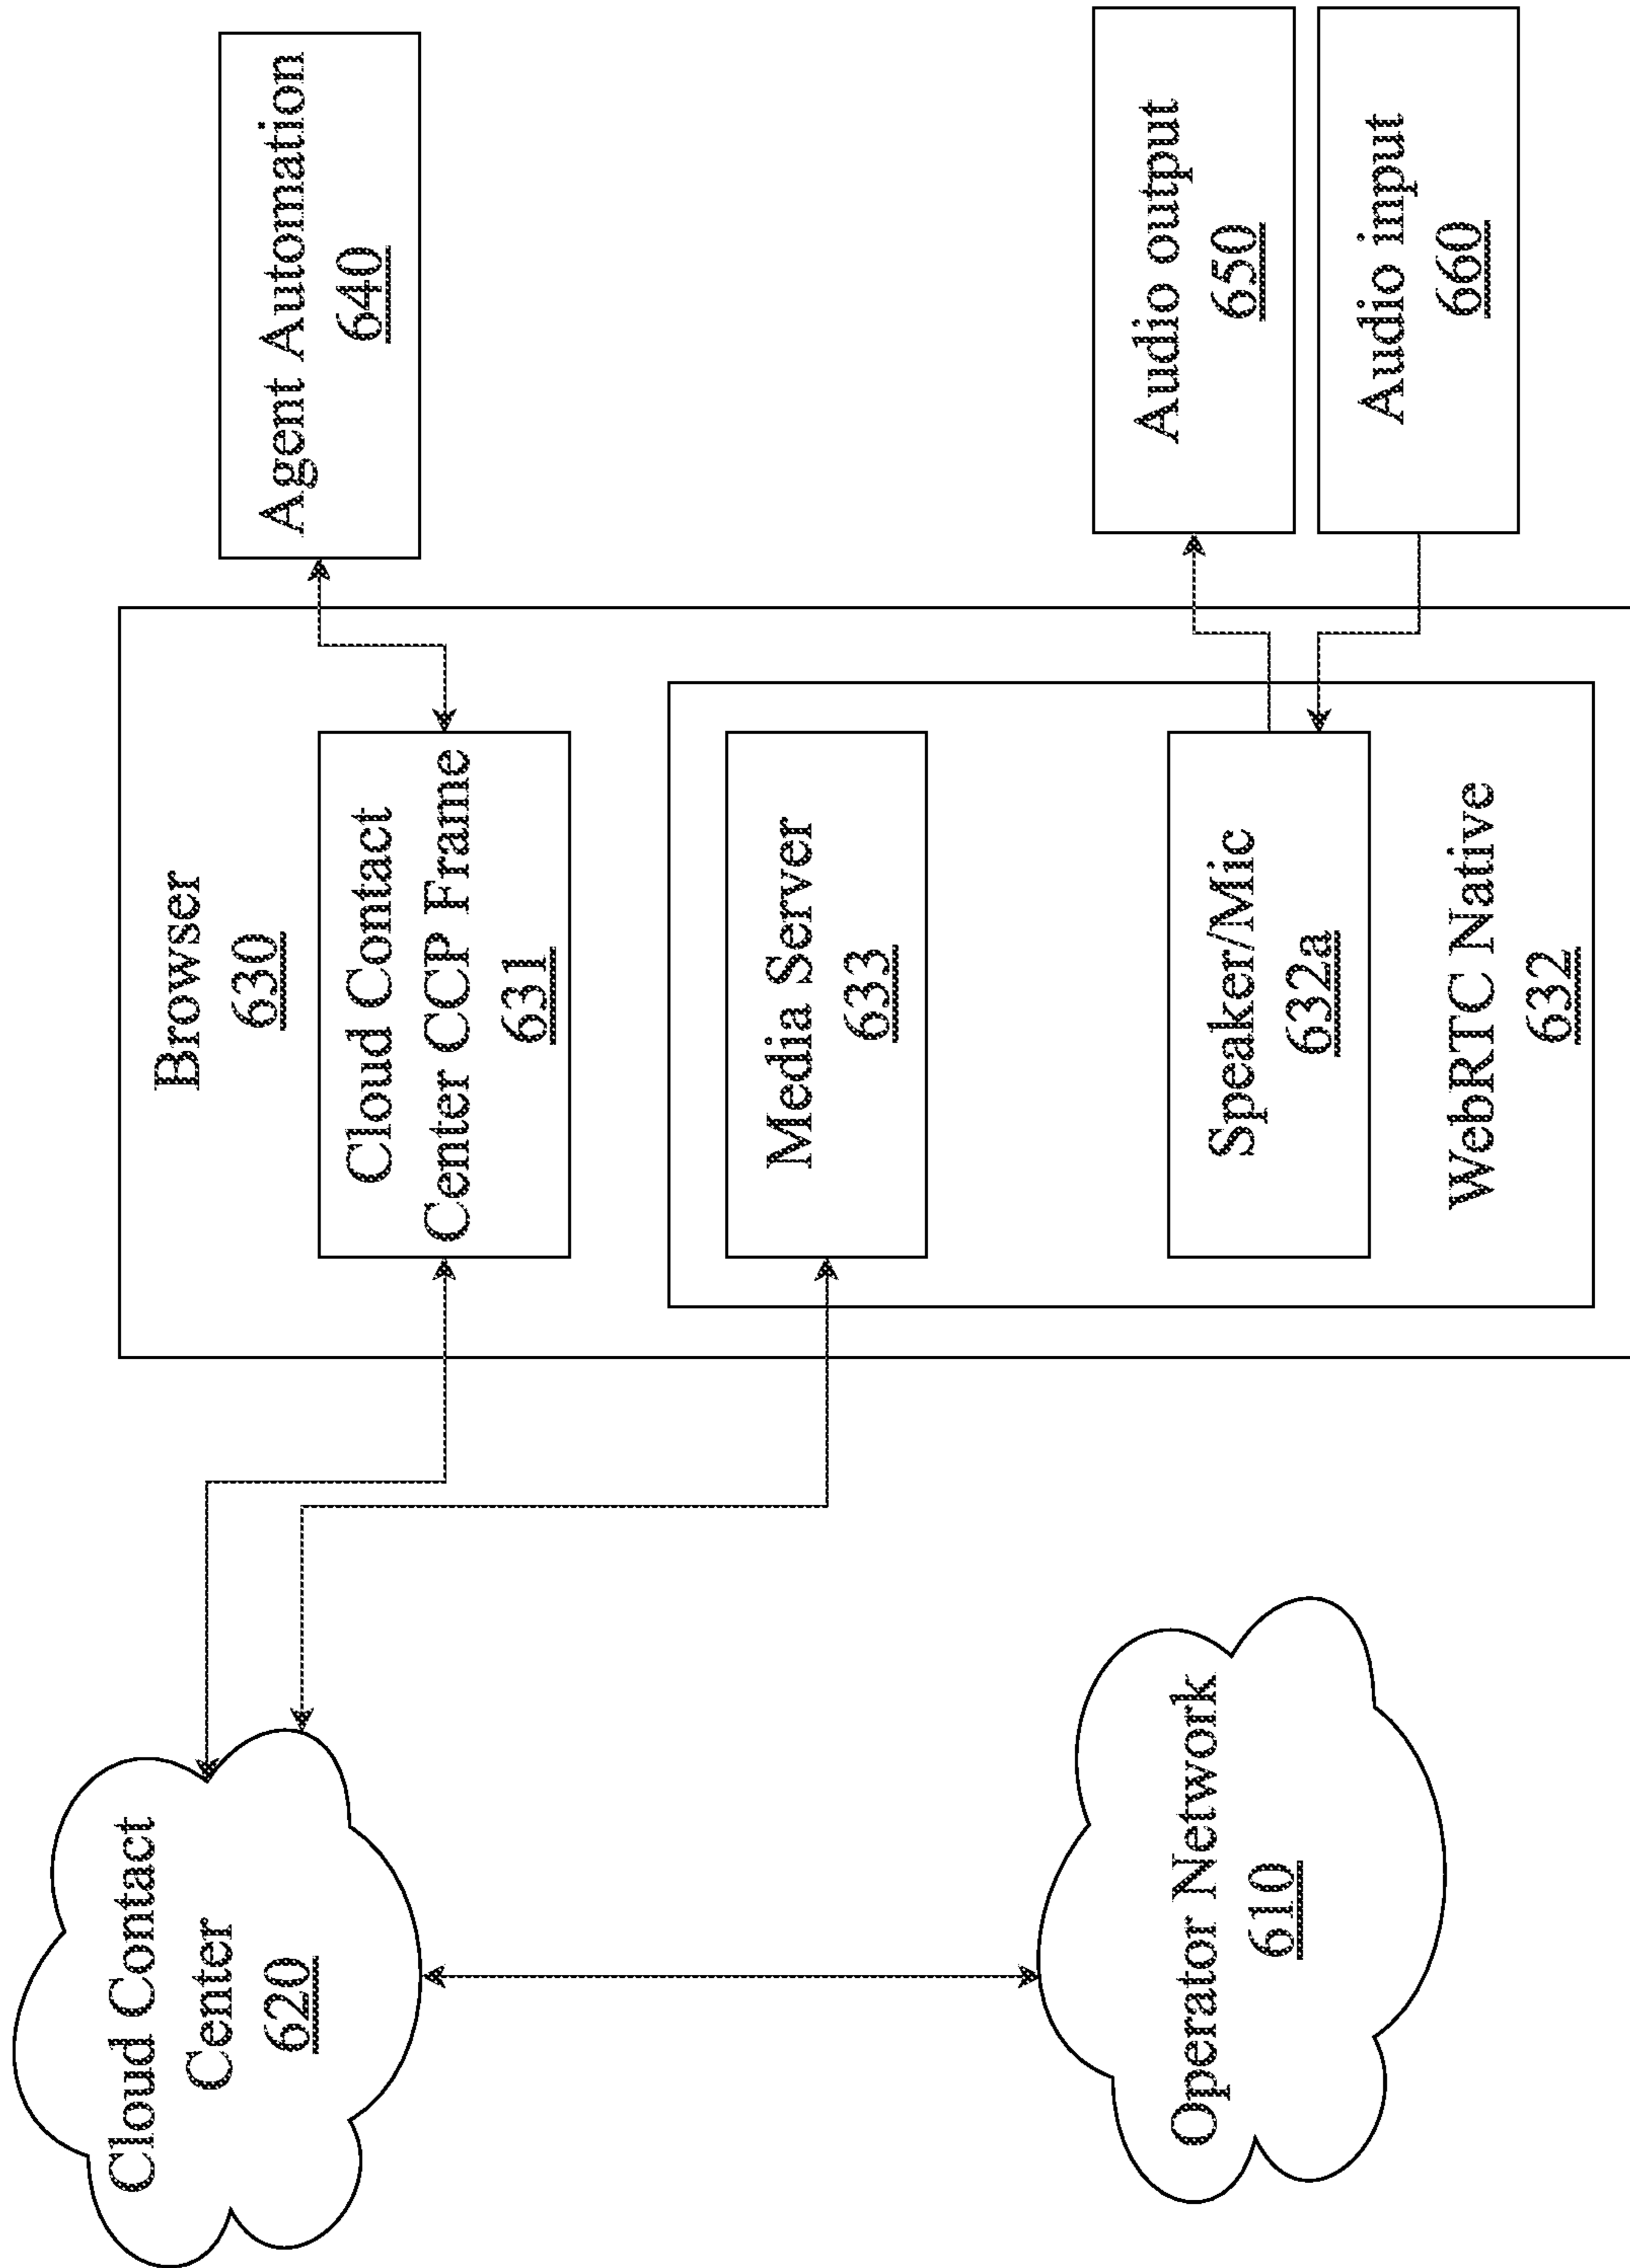 Cloud Contact
Center
620
Operator Network
610
Browser
630
Cloud Contact
Center CCP Frame
631
Media Server
633
Speaker/Mic
632a
WebRTC Native
632
Agent Automation
640
Audio output
650
Audio input
660